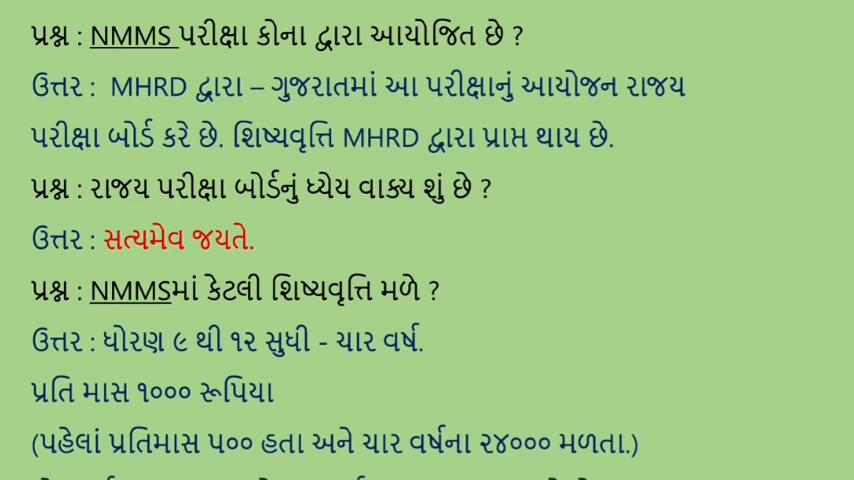 પ્રશ્ન : NMMS પરીક્ષા કોના દ્વારા આયોજિત છે ?
ઉત્તર :  MHRD દ્વારા – ગુજરાતમાં આ પરીક્ષાનું આયોજન રાજય
પરીક્ષા બોર્ડ કરે છે. શિષ્યવૃત્તિ MHRD દ્વારા પ્રાપ્ત થાય છે.
પ્રશ્ન : રાજય પરીક્ષા બોર્ડનું ધ્યેય વાક્ય શું છે ?
ઉત્તર : સત્યમેવ જયતે.
પ્રશ્ન : NMMSમાં કેટલી શિષ્યવૃત્તિ મળે ?
ઉત્તર : ધોરણ ૯ થી ૧૨ સુધી - ચાર વર્ષ.
પ્રતિ માસ ૧૦૦૦ રૂપિયા
(પહેલાં પ્રતિમાસ ૫૦૦ હતા અને ચાર વર્ષના ૨૪૦૦૦ મળતા.)